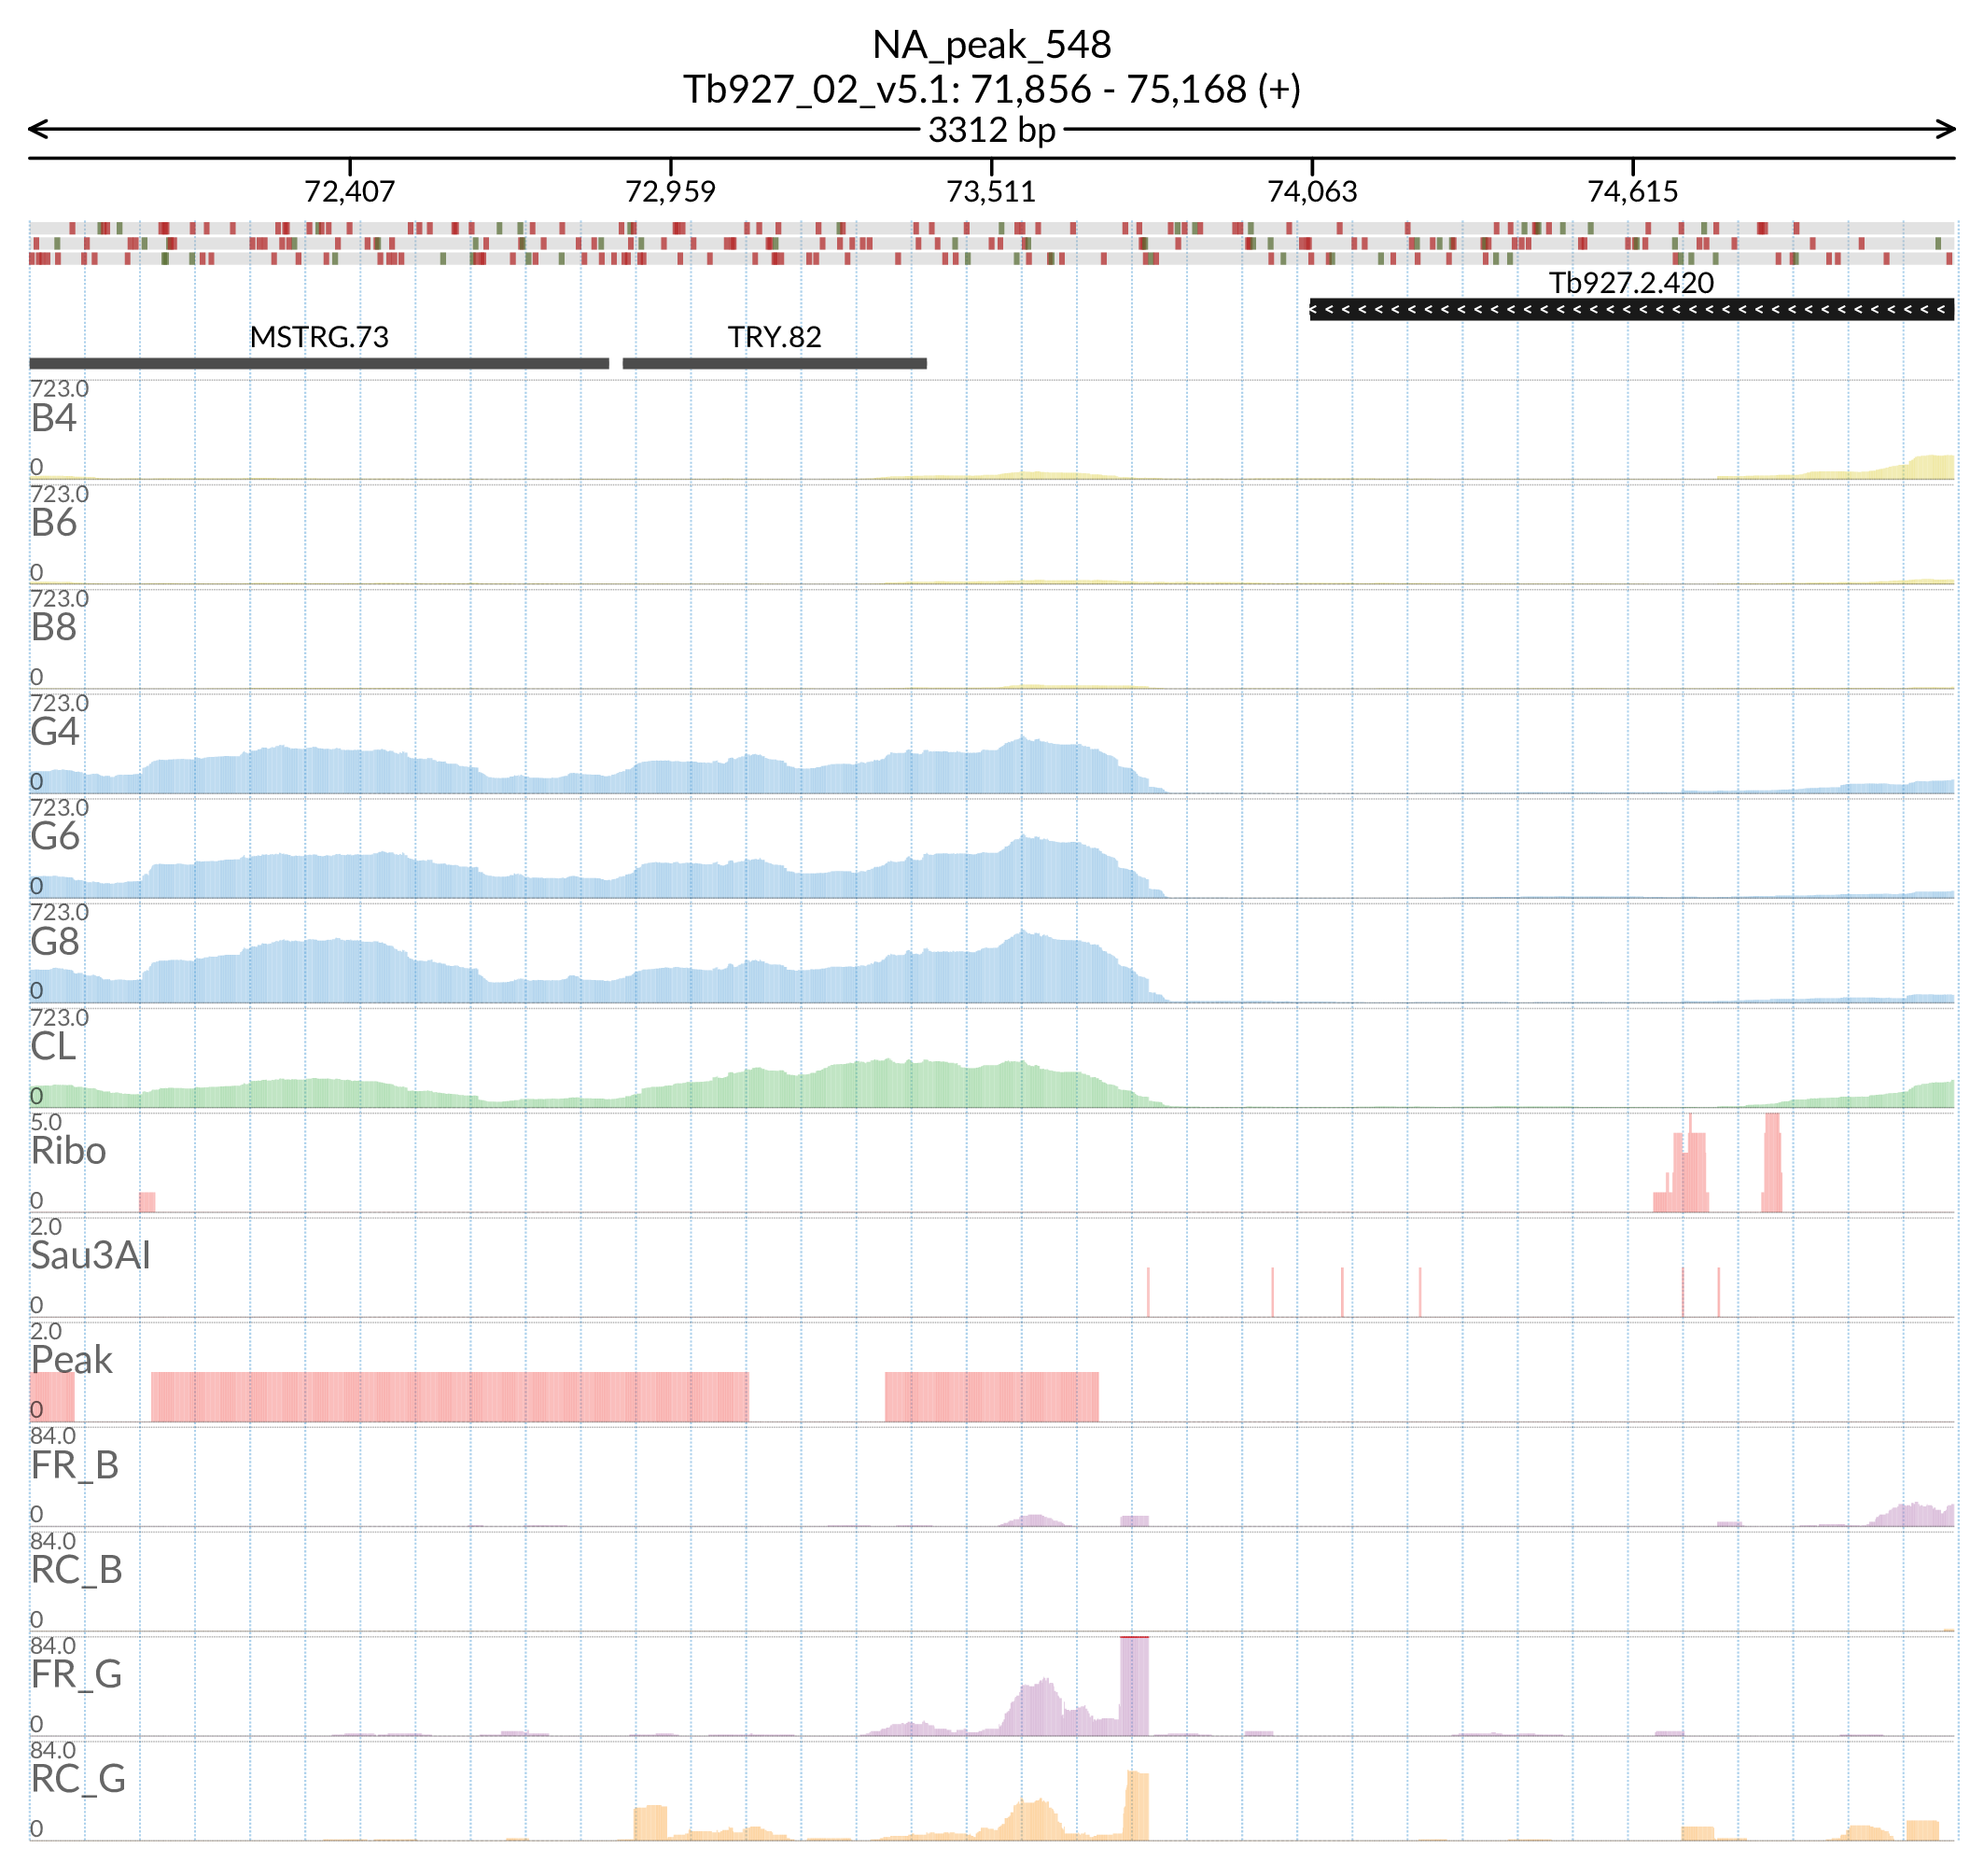 NA_peak_548
Tb927_02_v5.1: 71,856 - 75,168 (+)
3312 bp
72,407 72,959 73,511 74,063 74,615
Tb927.2.420
MSTRG.73 TRY.82
723.0
B4
0
723.0
B6
0
723.0
B8
0
723.0
G4
0
723.0
G6
0
723.0
G8
0
723.0
CL
0
5.0
Ribo
0
2.0
Sau3AI
0
2.0
Peak
0
84.0
FR_B
0
84.0
RC_B
0
84.0
FR_G
0
84.0
RC_G
0